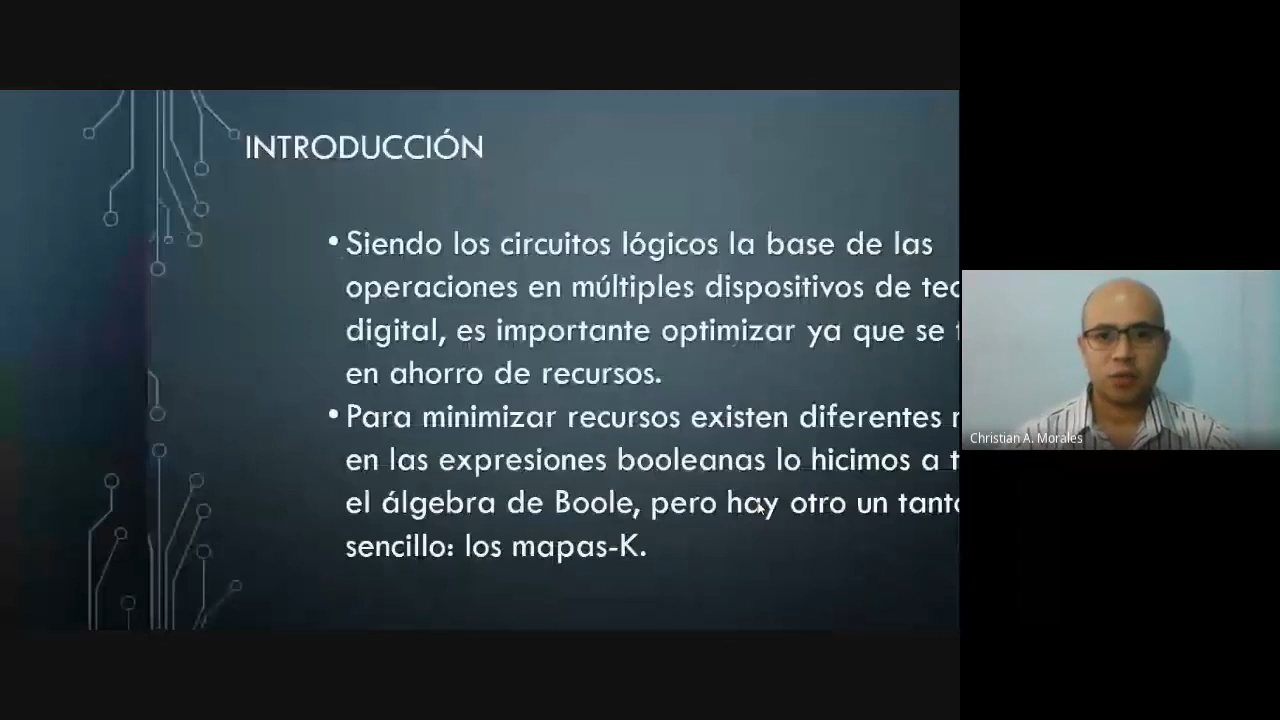 INTRODUCCIÓN
• Siendo los circuitos lógicos la base de las
operaciones en múltiples dispositivos de
digital, es importante optimizar ya que se
en ahorro de recursos.
• Para minimizar recursos existen diferentes
en las expresiones booleanas lo hicimos a
el álgebra de Boole, pero hay otro un tanto
sencillo: los mapas-K.
Christian A. Morales